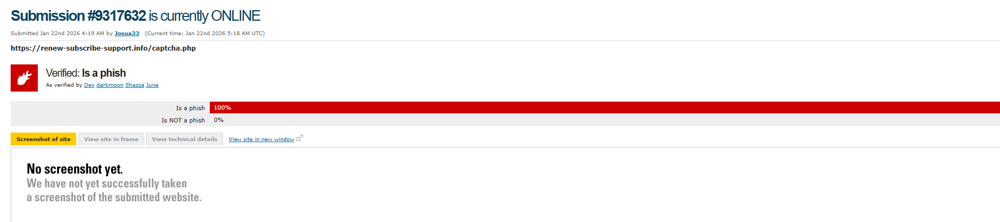 Submission #9317632 is currently ONLINE
Submitted Jan 22nd 2026 4:19 AM by Josua33 (Current time: Jan 22nd 2026 5:18 AM UTC)
https://renew-subscribe-support.info/captcha.php
Verified: Is a phish
As verified by Dev darkmoon Shazza June
Is a phish 100%
Is NOT a phish 0%
Screenshot of site View site in frame View technical details View site in new window
No screenshot yet.
We have not yet successfully taken
a screenshot of the submitted website.